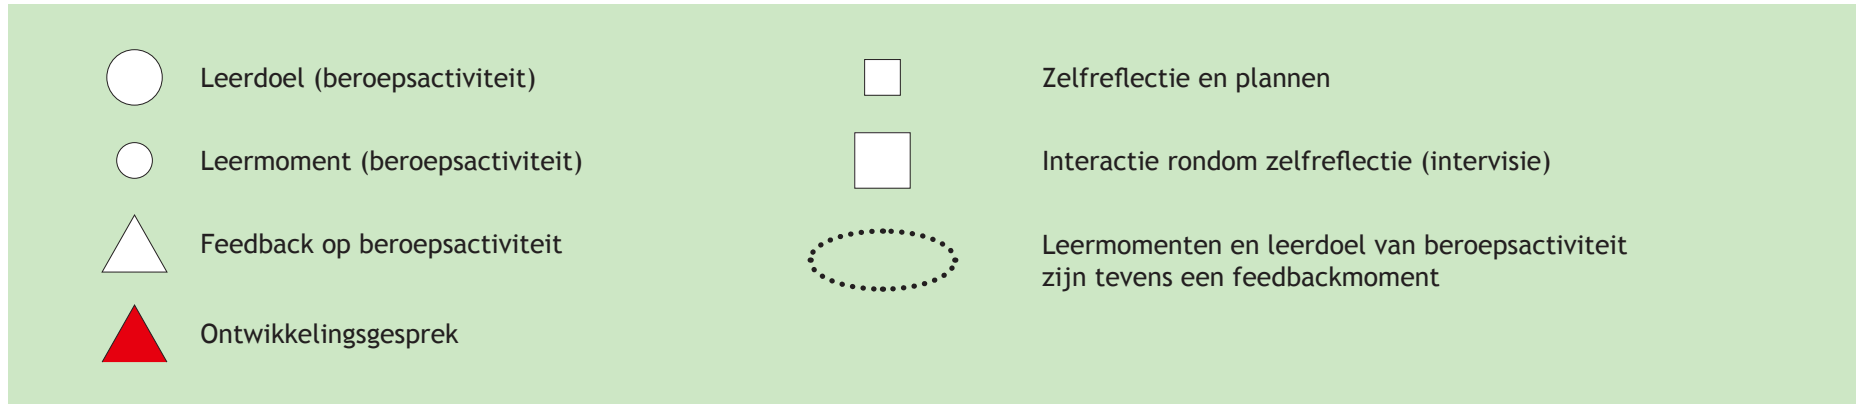 Leerdoel (beroepsactiviteit)
Leermoment (beroepsactiviteit)
Feedback op beroepsactiviteit
Ontwikkelingsgesprek
Zelfreflectie en plannen
Interactie rondom zelfreflectie (intervisie)
Leermomenten en leerdoel van beroepsactiviteit
zijn tevens een feedbackmoment